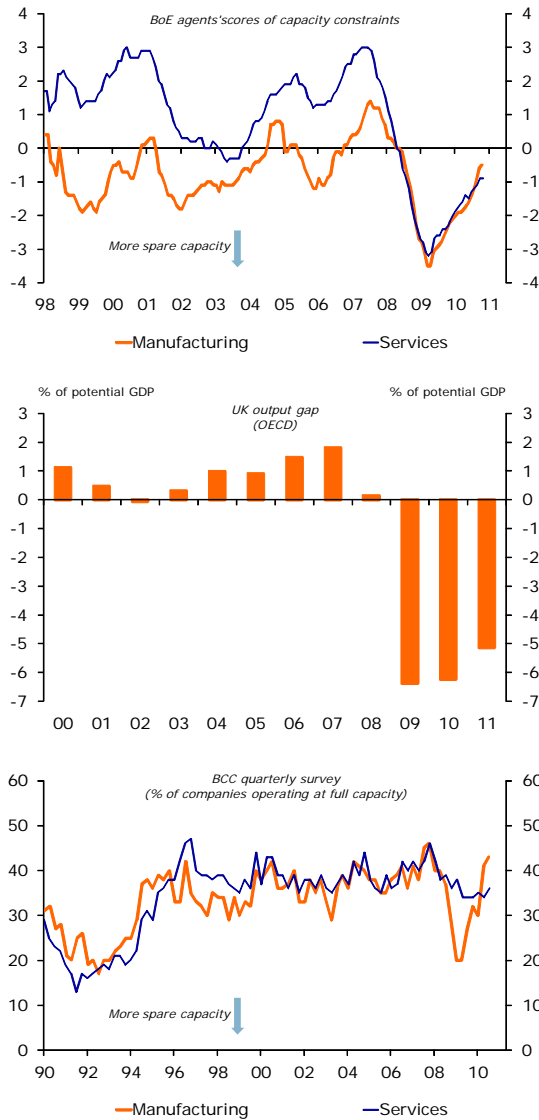 BoE agents'scores of capacity constraints
4 4
3 3
2 2
1 1
0 0
-1 -1
-2 -2
More spare capacity
-3 -3
-4 -4
98 99 00 01 02 03 04 05 06 07 08 09 10 11
Manufacturing Services
% of potential GDP % of potential GDP
UK output gap
(OECD)
3 3
2 2
1 1
0 0
-1 -1
-2 -2
-3 -3
-4 -4
-5 -5
-6 -6
-7 -7
00 01 02 03 04 05 06 07 08 09 10 11
BCC quarterly survey
(% of companies operating at full capacity)
60 60
50 50
40 40
30 30
20 20
10 10
More spare capacity
0 0
90 92 94 96 98 00 02 04 06 08 10
Manufacturing Services